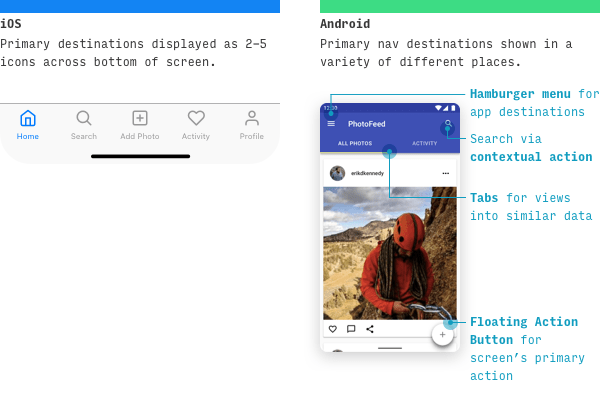 iOS
Primary destinations displayed as 2–5
icons across bottom of screen.
Home
Search
Add Photo
Activity
Profile
Android
Primary nav destinations shown in a
variety of different places.
PhotoFeed
ALL PHOTOS
ACTIVITY
erikdkennedy
Hamburger menu for
app destinations
Search via
contextual action
Tabs for views
into similar data
Floating Action
Button for
screen’s primary
action